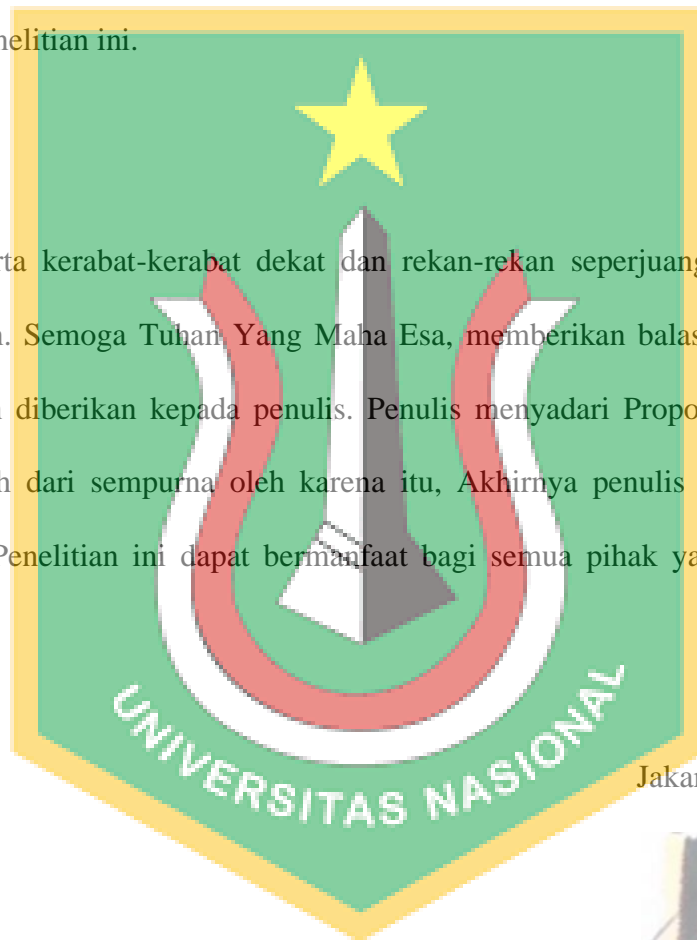 nelitian ini.
rta kerabat-kerabat dekat dan rekan-rekan seperjuang
n. Semoga Tuhan Yang Maha Esa, memberikan balas
n diberikan kepada penulis. Penulis menyadari Propo
h dari sempurna oleh karena itu, Akhirnya penulis
Penelitian ini dapat bermanfaat bagi semua pihak ya
Jakar
UNIVERSITAS NASIONAL